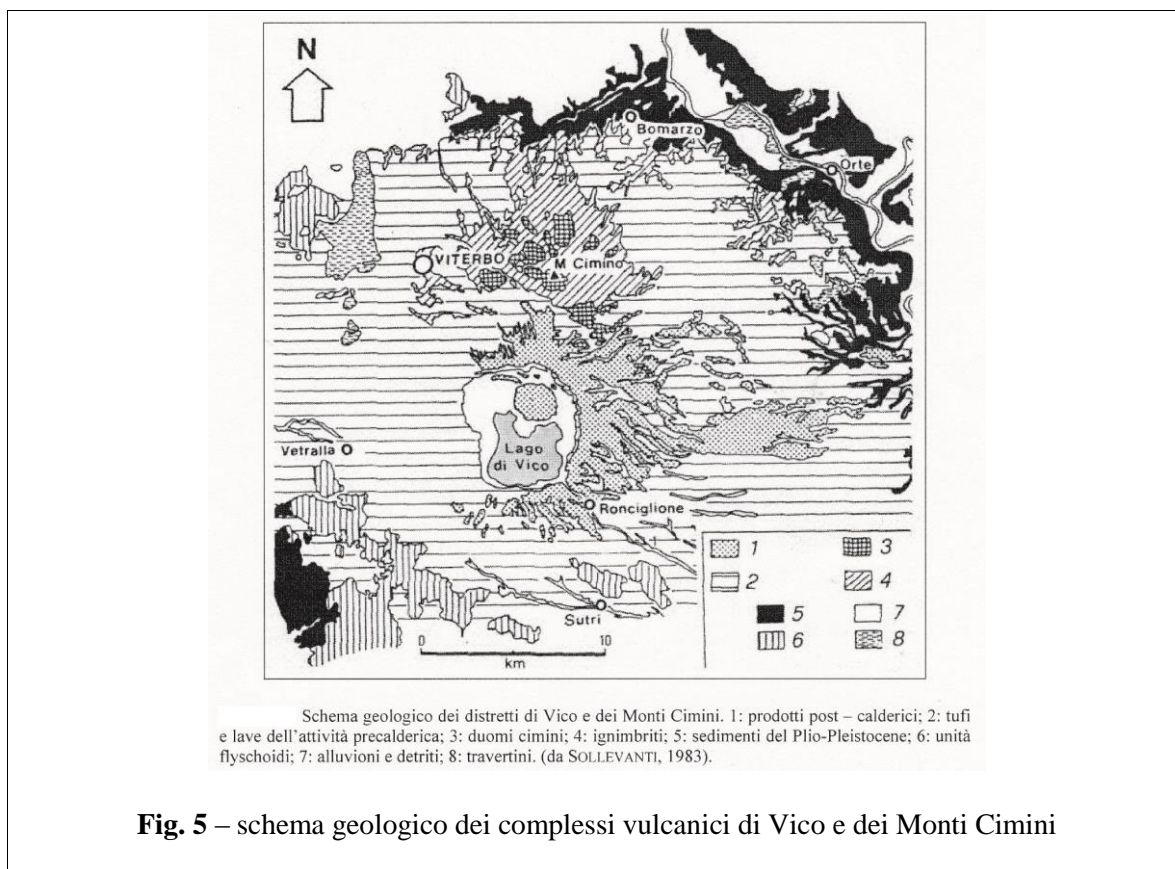 N
Bomarzo
Orte
VITERBO
M Cimino
Vetralla
Lago
di Vico
Ronciglione
Sutri
0 10
km
1 3
2 4
5 7
6 8
Schema geologico dei distretti di Vico e dei Monti Cimini. 1: prodotti post – calderici; 2: tufi
e lave dell’attività precalderica; 3: duomi cimini; 4: ignimbriti; 5: sedimenti del Plio-Pleistocene; 6: unità
flyschoidi; 7: alluvioni e detriti; 8: travertini. (da SOLLEVANTI, 1983).
Fig. 5 – schema geologico dei complessi vulcanici di Vico e dei Monti Cimini